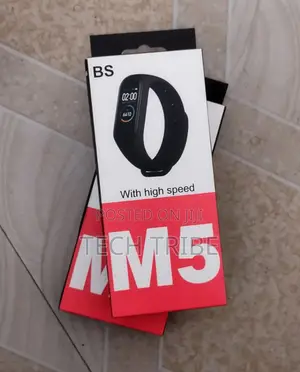 BS
02:00
With high speed
POSTED ON JIJI
TECH TRIBE
M5
M